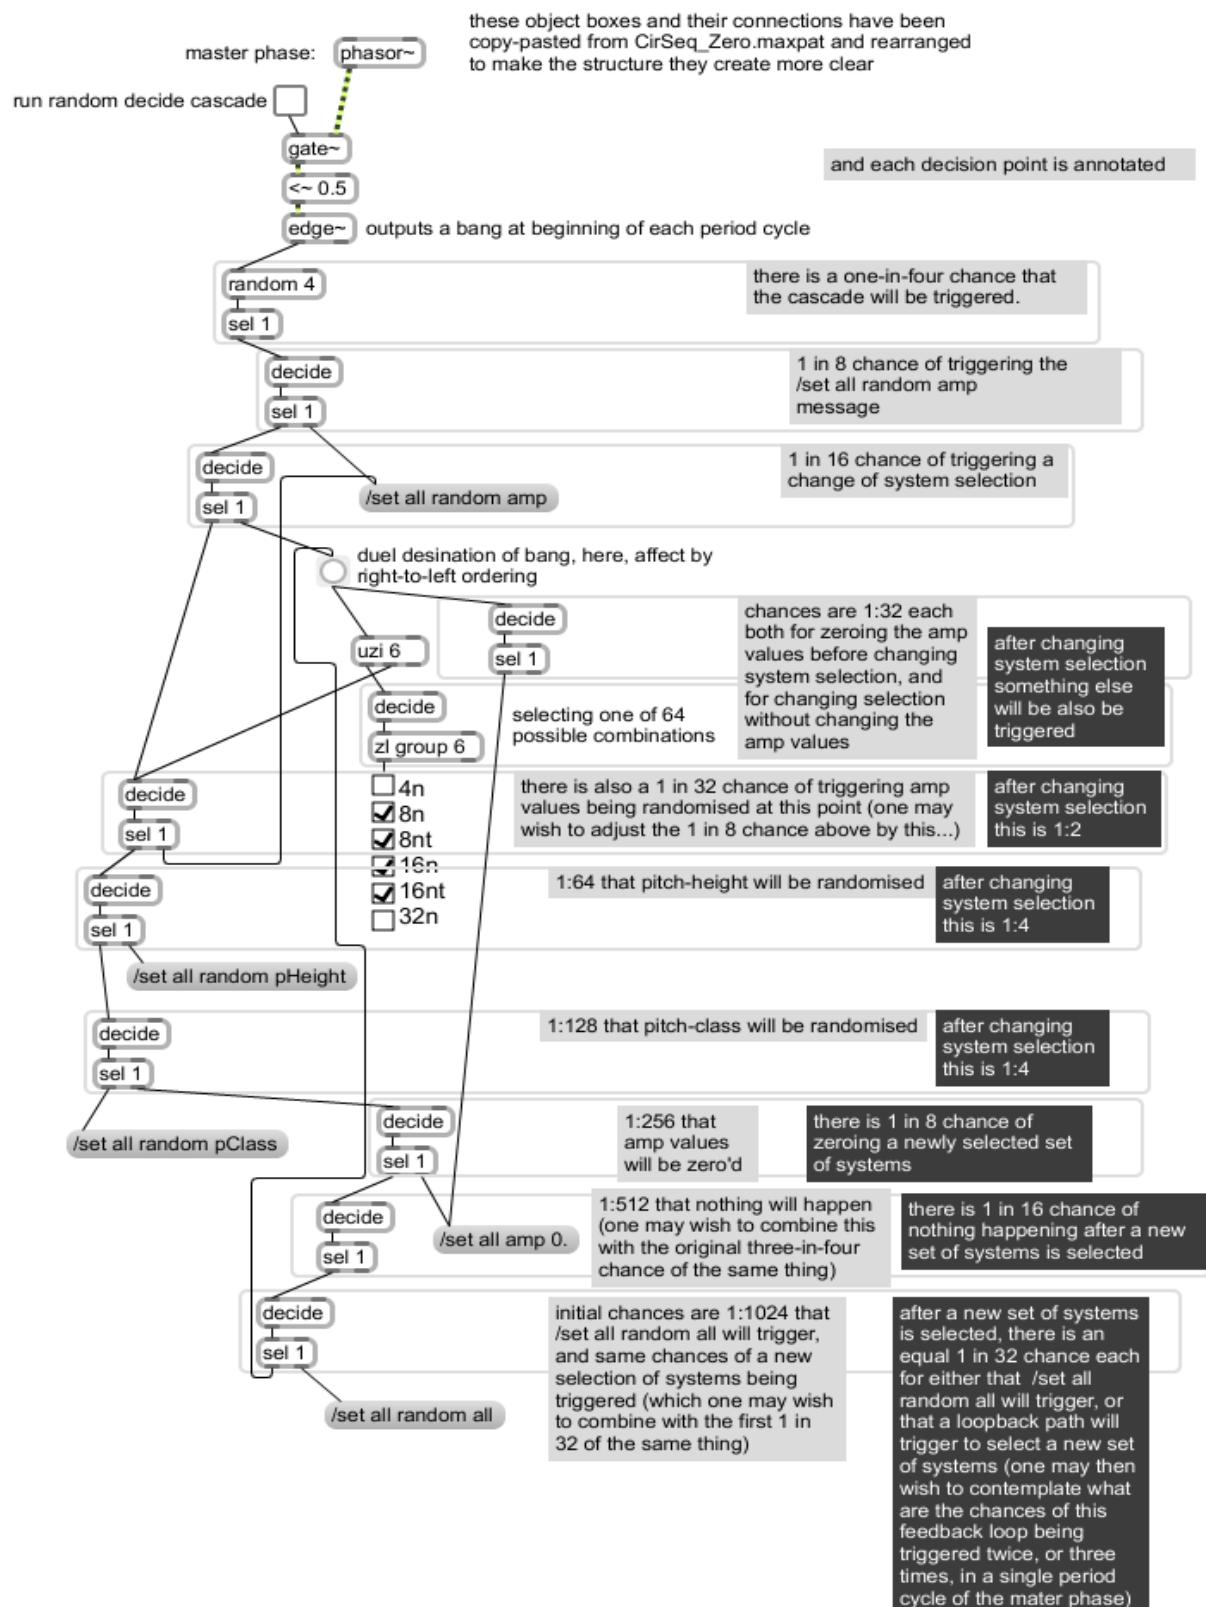 these object boxes and their connections have been
copy-pasted from CirSeq_Zero.maxpat and rearranged
to make the structure they create more clear
master phase:
phasor~
run random decide cascade
gate~
and each decision point is annotated
<~ 0.5
edge~
outputs a bang at beginning of each period cycle
random 4
there is a one-in-four chance that
the cascade will be triggered.
sel 1
decide
1 in 8 chance of triggering the
/set all random amp
message
sel 1
decide
1 in 16 chance of triggering a
change of system selection
sel 1
/set all random amp
duel desination of bang, here, affect by
right-to-left ordering
decide
sel 1
chances are 1:32 each
both for zeroing the amp
values before changing
system selection, and
for changing selection
without changing the
amp values
after changing
system selection
something else
will be also be
triggered
uzi 6
decide
zl group 6
selecting one of 64
possible combinations
decide
sel 1
4n
8n
8nt
16n
16nt
32n
there is also a 1 in 32 chance of triggering amp
values being randomised at this point (one may
wish to adjust the 1 in 8 chance above by this...)
after changing
system selection
this is 1:2
decide
sel 1
1:64 that pitch-height will be randomised
after changing
system selection
this is 1:4
/set all random pHeight
decide
sel 1
1:128 that pitch-class will be randomised
after changing
system selection
this is 1:4
/set all random pClass
decide
sel 1
1:256 that
amp values
will be zero'd
there is 1 in 8 chance of
zeroing a newly selected set
of systems
decide
sel 1
/set all amp 0.
1:512 that nothing will happen
(one may wish to combine this
with the original three-in-four
chance of the same thing)
there is 1 in 16 chance of
nothing happening after a new
set of systems is selected
decide
sel 1
/set all random all
initial chances are 1:1024 that
/set all random all will trigger,
and same chances of a new
selection of systems being
triggered (which one may wish
to combine with the first 1 in
32 of the same thing)
after a new set of systems
is selected, there is an
equal 1 in 32 chance each
for either that  /set all
random all will trigger, or
that a loopback path will
trigger to select a new set
of systems (one may then
wish to contemplate what
are the chances of this
feedback loop being
triggered twice, or three
times, in a single period
cycle of the mater phase)